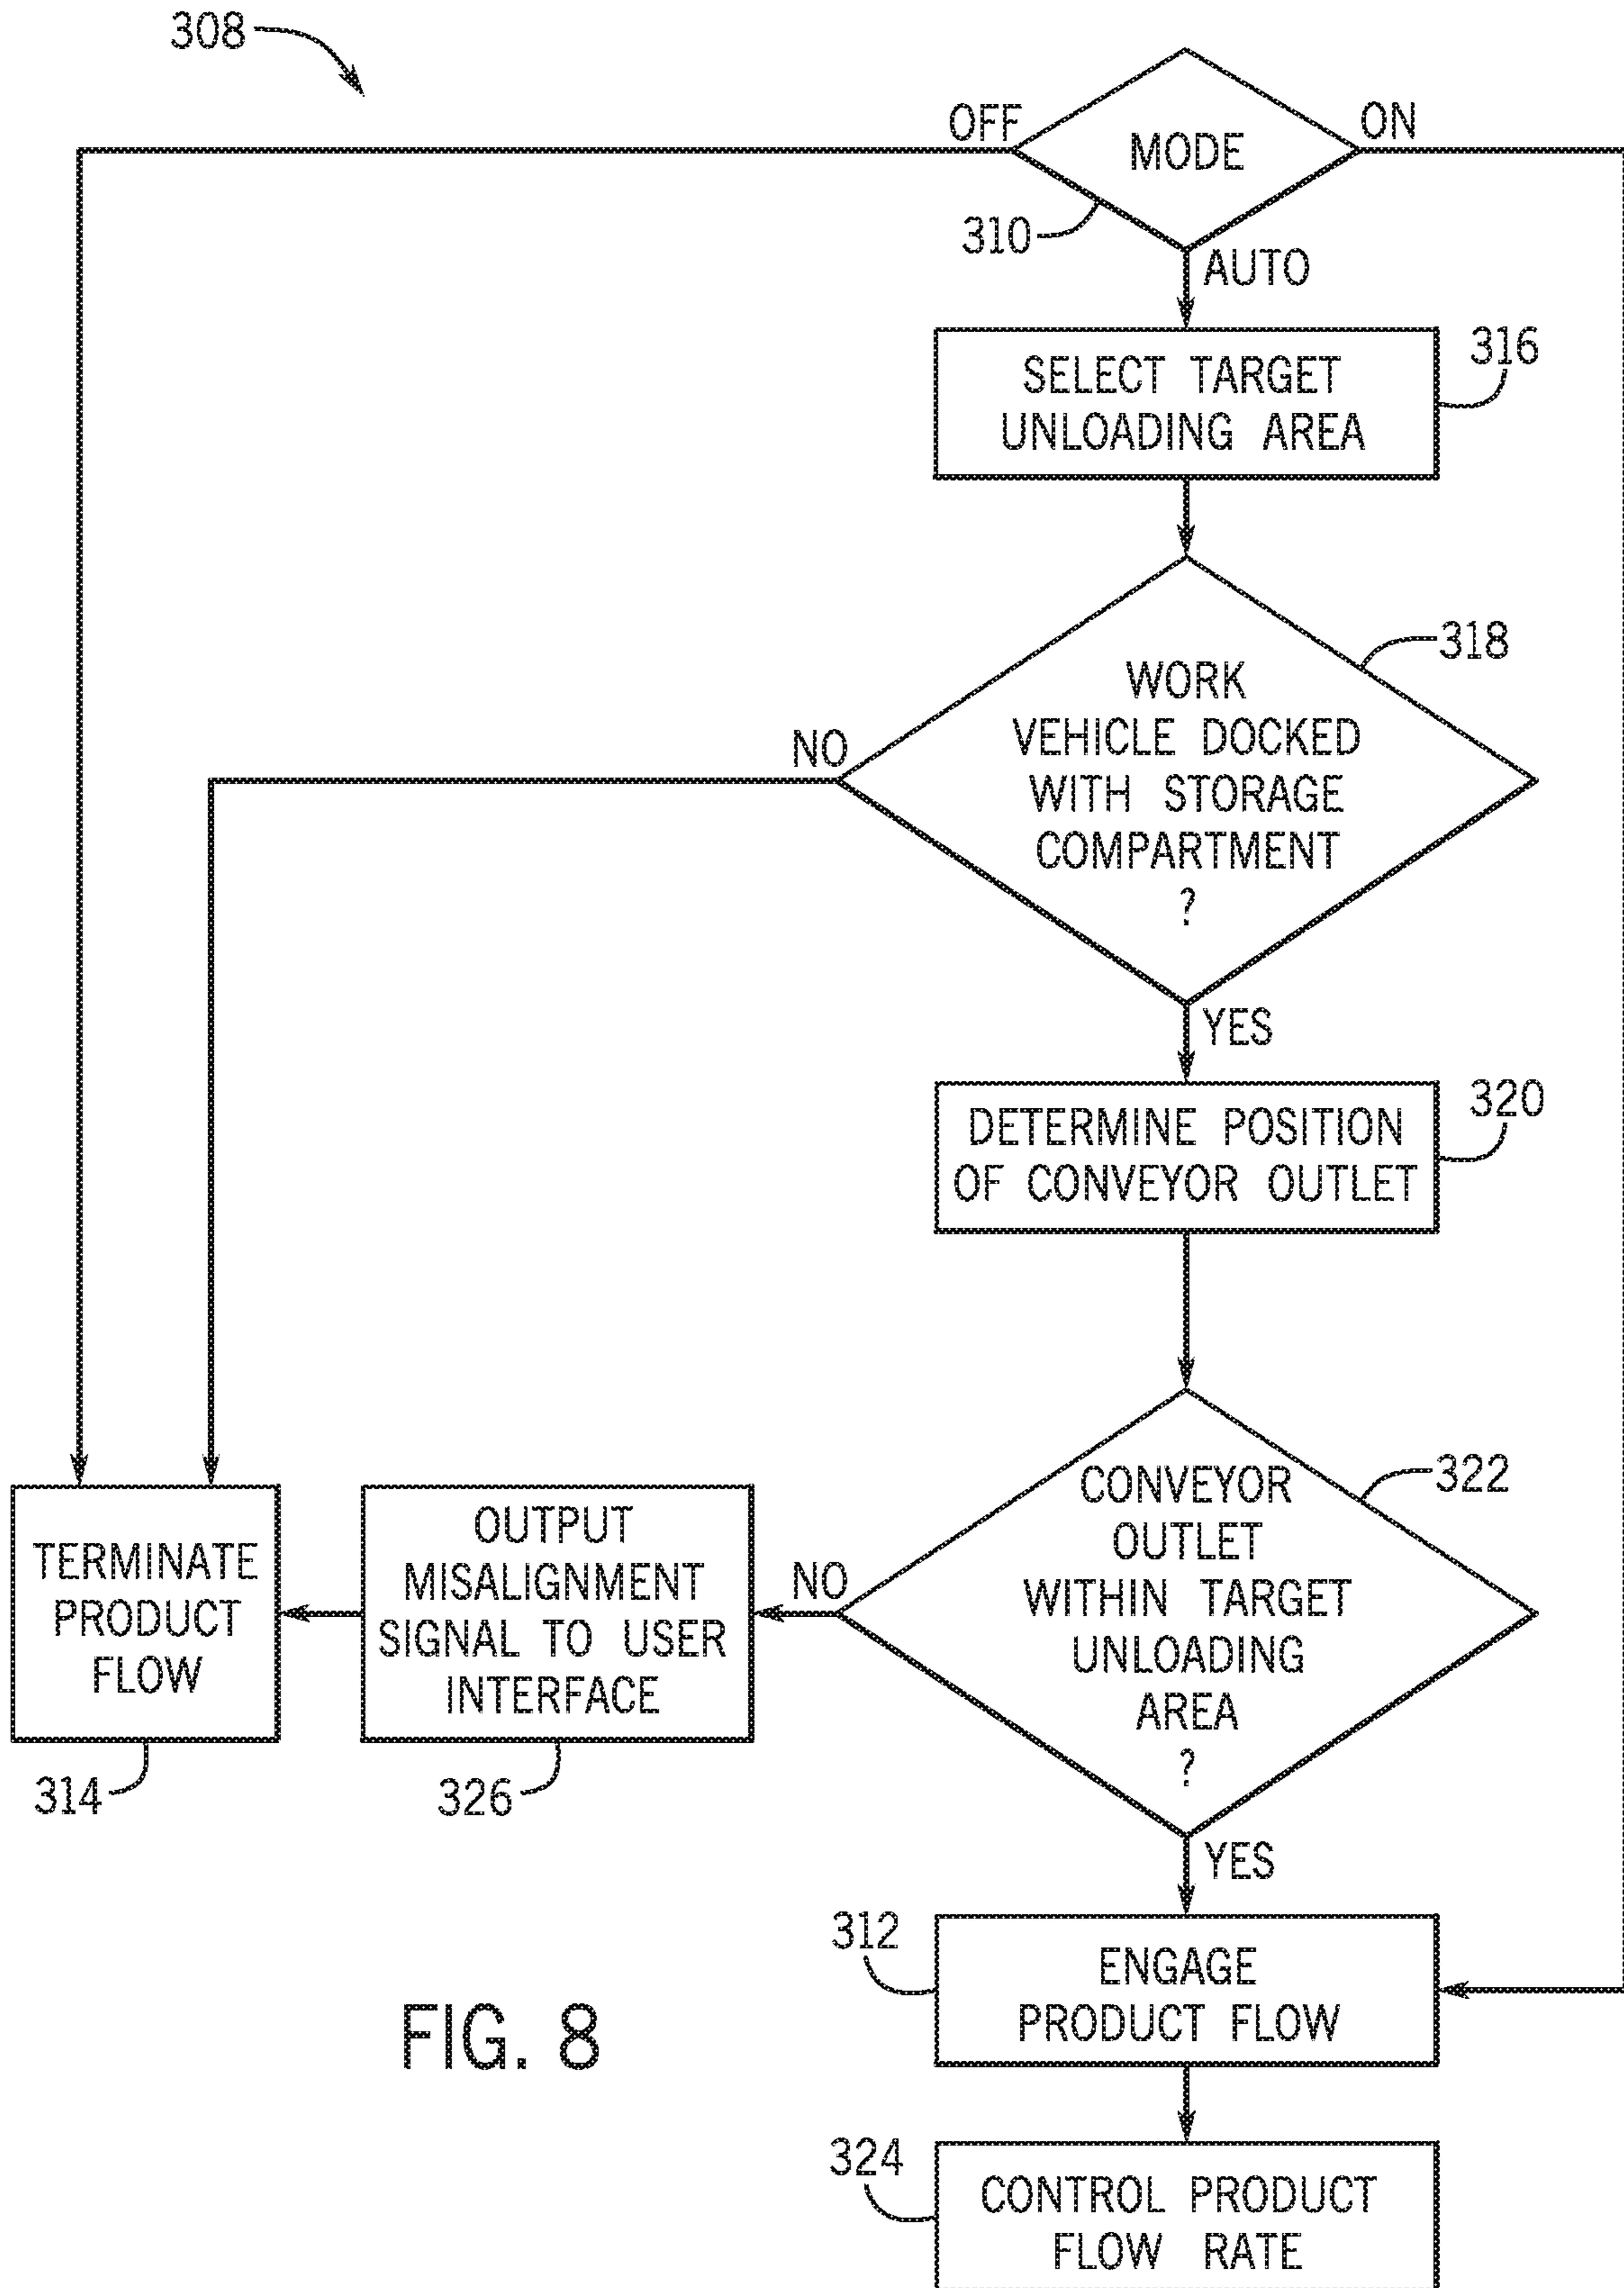 308
OFF
MODE
ON
310
AUTO
SELECT TARGET
UNLOADING AREA
316
WORK
VEHICLE DOCKED
WITH STORAGE
COMPARTMENT
?
318
NO
YES
DETERMINE POSITION
OF CONVEYOR OUTLET
320
CONVEYOR
OUTLET
WITHIN TARGET
UNLOADING
AREA
?
322
NO
OUTPUT
MISALIGNMENT
SIGNAL TO USER
INTERFACE
326
TERMINATE
PRODUCT
FLOW
314
YES
312
ENGAGE
PRODUCT FLOW
324
CONTROL PRODUCT
FLOW RATE
FIG. 8